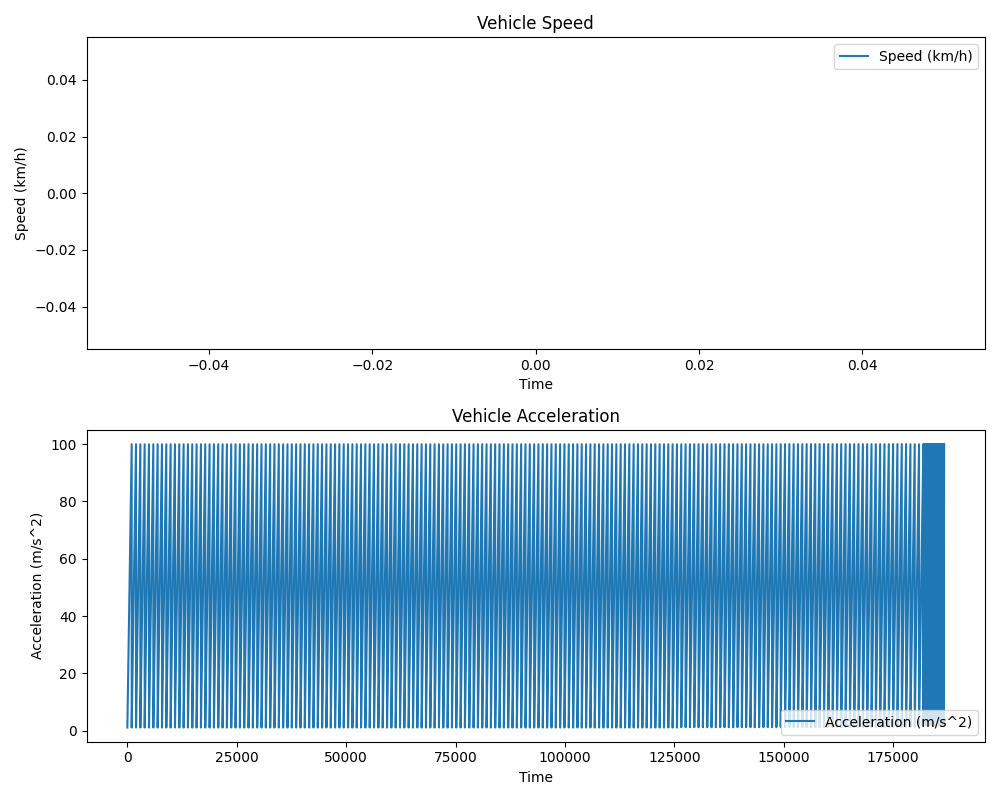 Vehicle Speed
Speed (km/h)
Speed (km/h)
0.04
0.02
0.00
−0.02
−0.04
−0.04 −0.02 0.00 0.02 0.04
Time
Vehicle Acceleration
Acceleration (m/s^2)
100
80
60
40
20
0
Acceleration (m/s^2)
0 25000 50000 75000 100000 125000 150000 175000
Time